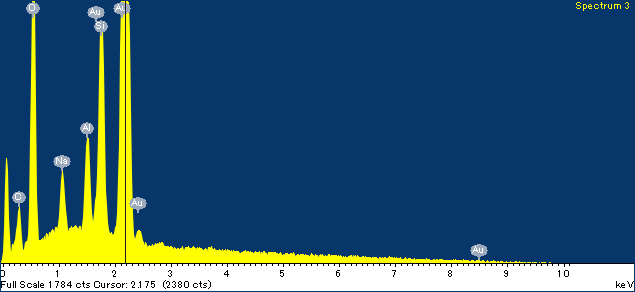 Spectrum 3
O Au Si Au
Al
Na
C Au
Au
0 1 2 3 4 5 6 7 8 9 10
Full Scale 1784 cts Cursor: 2.175 (2380 cts) keV